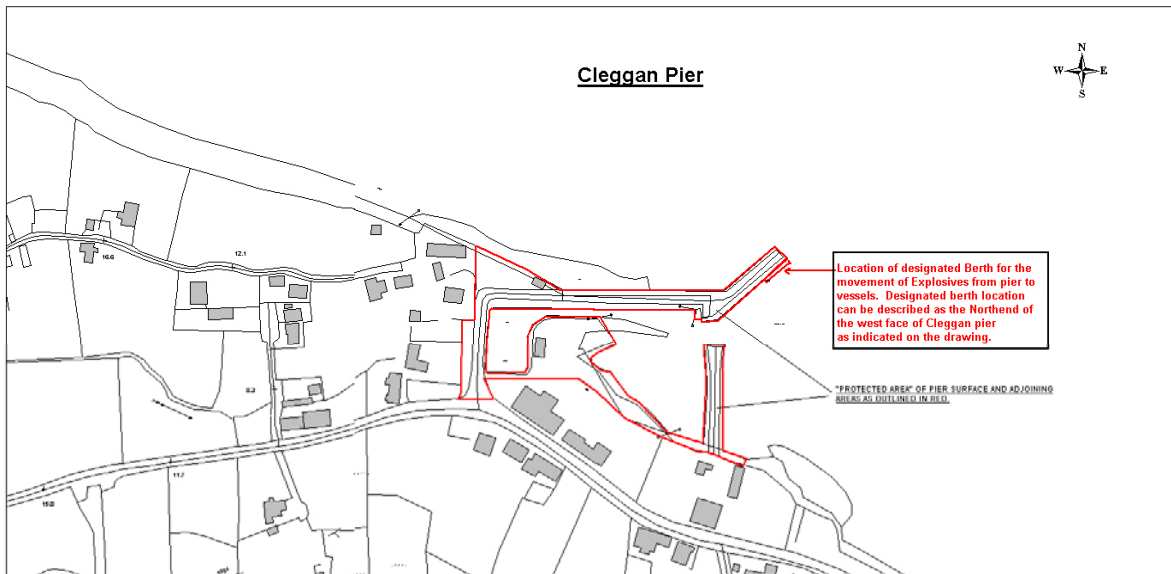 Cleggan Pier
N
W E
S
Location of designated Berth for the
movement of Explosives from pier to
vessels. Designated berth location
can be described as the Northend of
the west face of Cleggan pier
as indicated on the drawing.
"PROTECTED AREA" OF PIER SURFACE AND ADJOINING
AREAS AS OUTLINED IN RED.
16.6
12.1
11.7